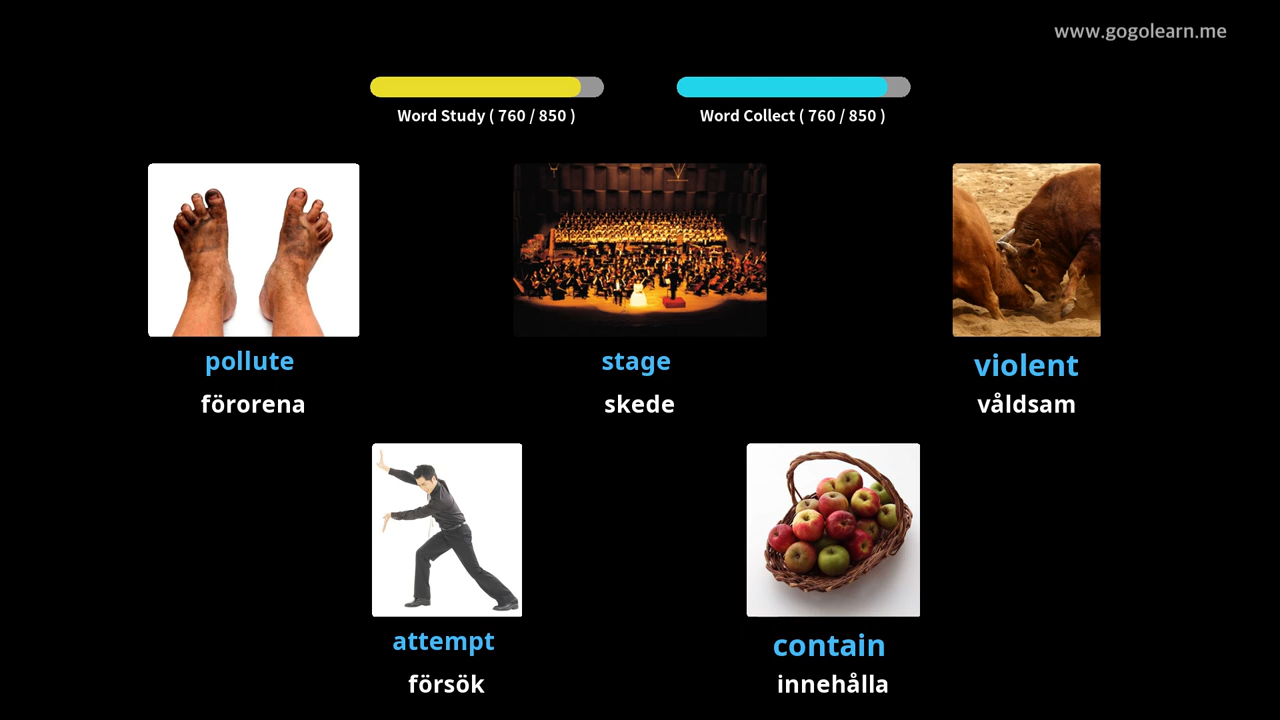 www.gogolearn.me
Word Study ( 760 / 850 )
Word Collect ( 760 / 850 )
pollute
förorena
stage
skede
violent
våldsam
attempt
försök
contain
innehålla